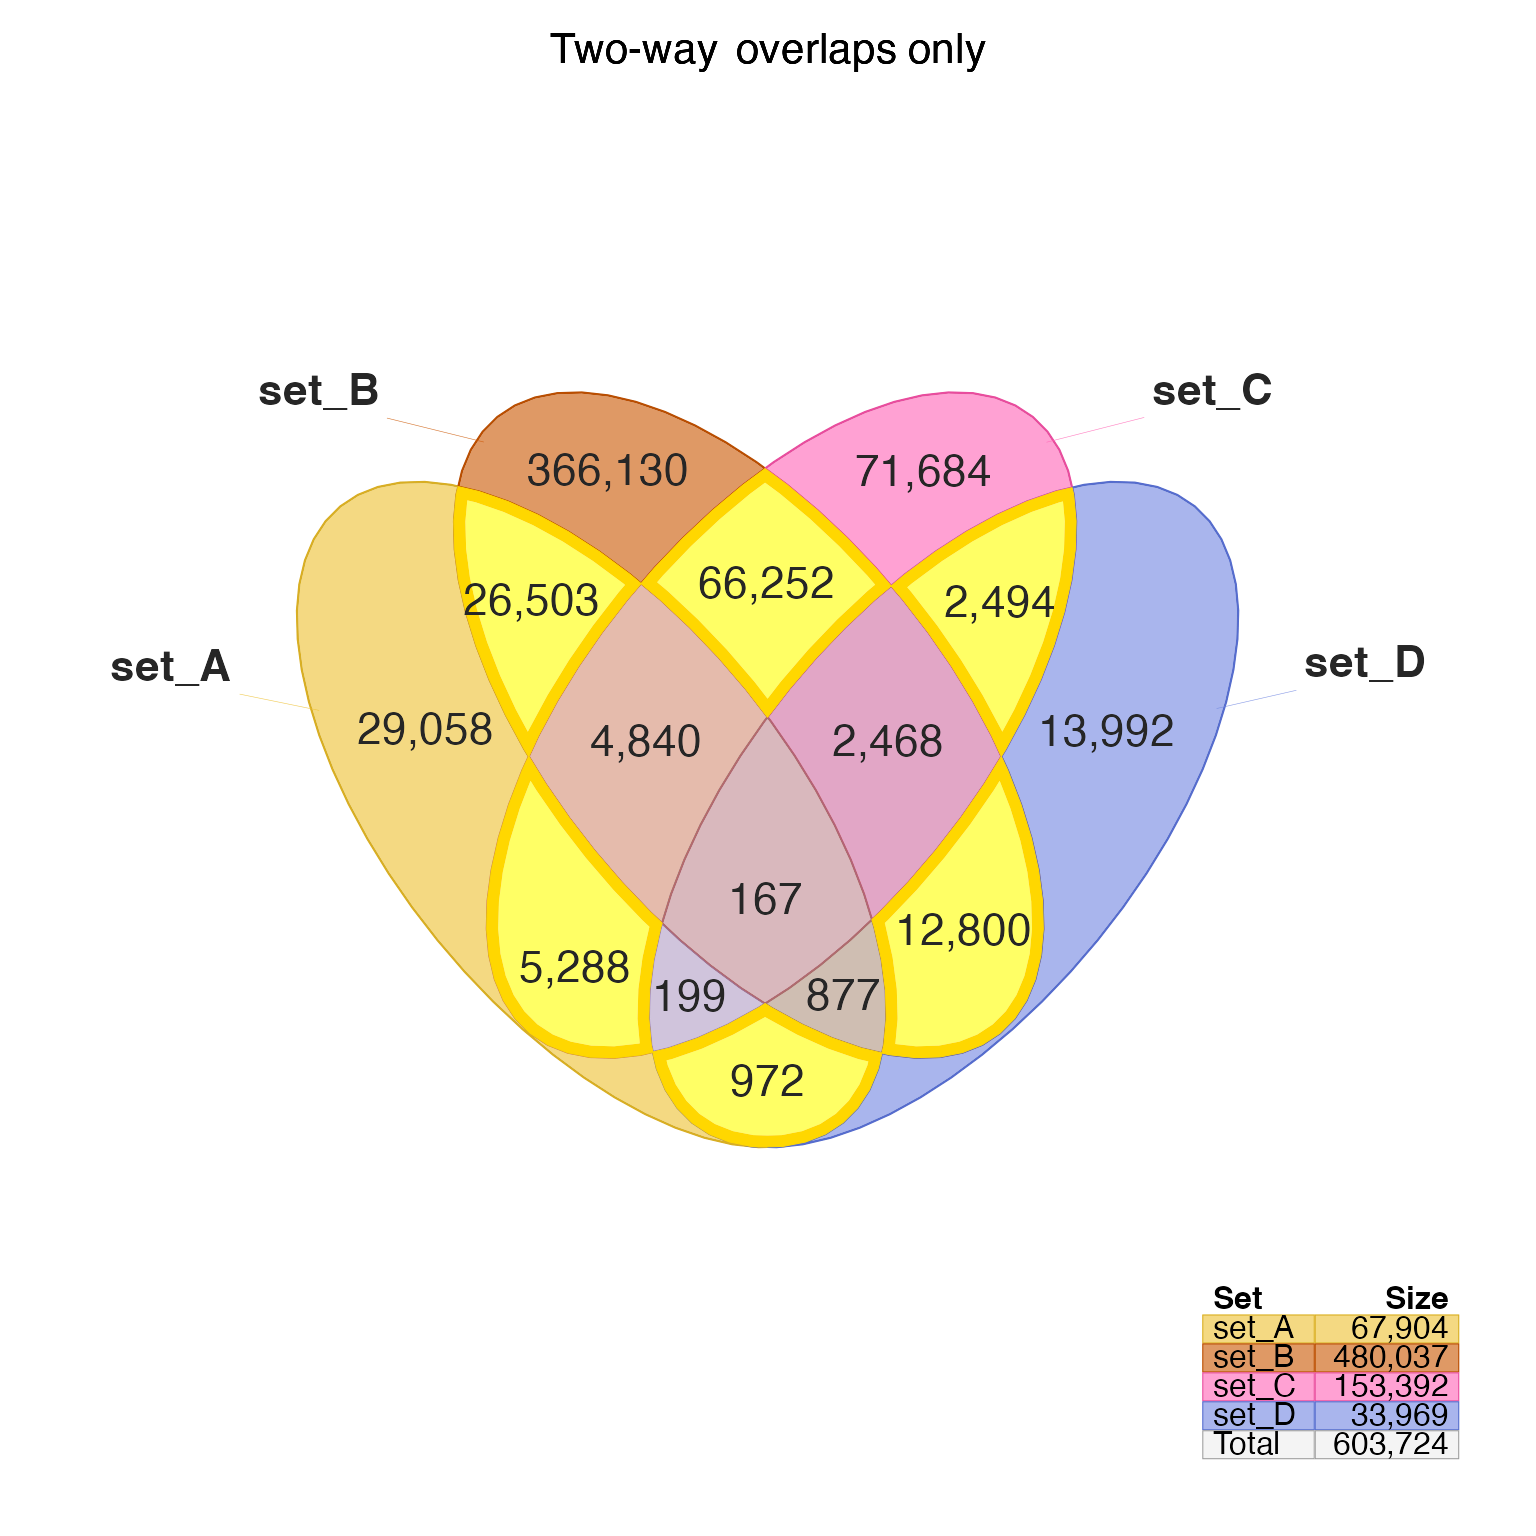 Two-way overlaps only
set_B
set_C
366,130
71,684
66,252
26,503
2,494
set_A
set_D
29,058
4,840
2,468
13,992
167
12,800
5,288
199
877
972
Set Size
set_A 67,904
set_B 480,037
set_C 153,392
set_D 33,969
Total 603,724